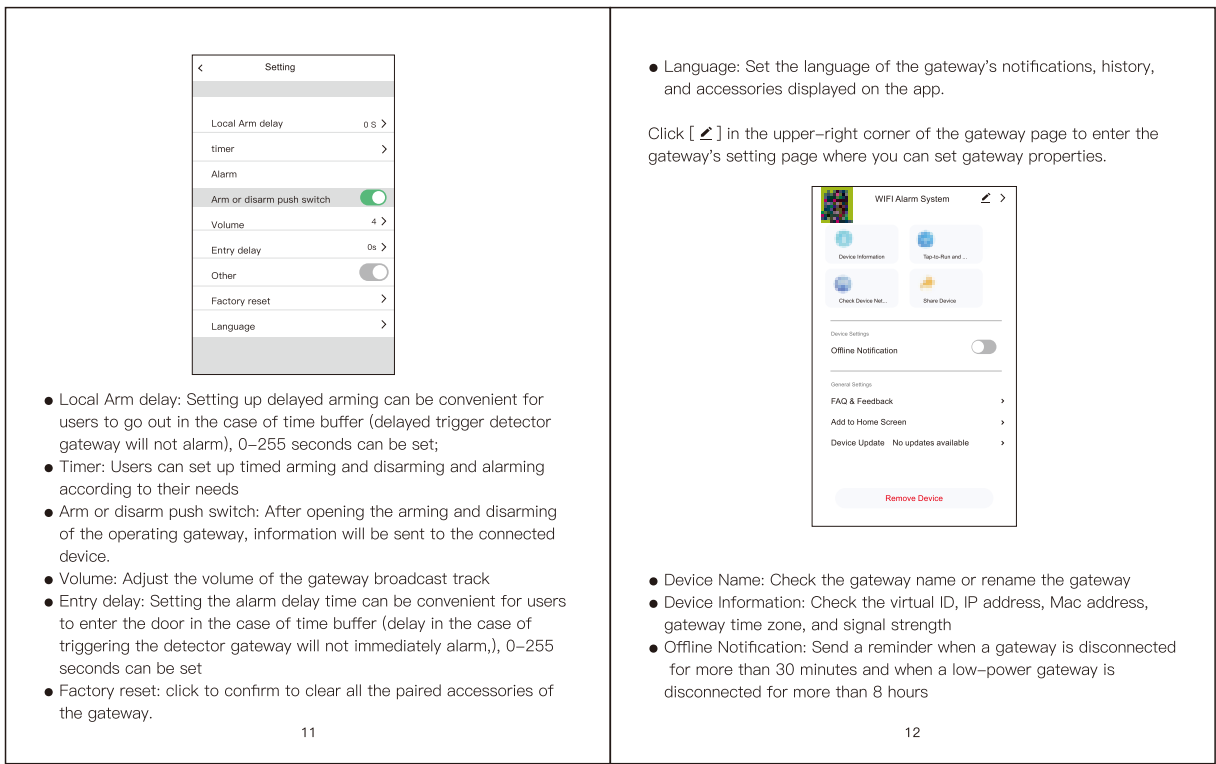 Setting
Local Arm delay 0 S
timer
Alarm
Arm or disarm push switch
Volume 4
Entry delay 0s
Other
Factory reset
Language
● Local Arm delay: Setting up delayed arming can be convenient for
users to go out in the case of time buffer (delayed trigger detector
gateway will not alarm), 0-255 seconds can be set;
● Timer: Users can set up timed arming and disarming and alarming
according to their needs
● Arm or disarm push switch: After opening the arming and disarming
of the operating gateway, information will be sent to the connected
device.
● Volume: Adjust the volume of the gateway broadcast track
● Entry delay: Setting the alarm delay time can be convenient for users
to enter the door in the case of time buffer (delay in the case of
triggering the detector gateway will not immediately alarm,), 0-255
seconds can be set
● Factory reset: click to confirm to clear all the paired accessories of
the gateway.
11
● Language: Set the language of the gateway's notifications, history,
and accessories displayed on the app.
Click [ ] in the upper-right corner of the gateway page to enter the
gateway's setting page where you can set gateway properties.
WIFI Alarm System
Device Information
Tap-to-Run and ...
Check Device Net...
Share Device
Device Settings
Offline Notification
General Settings
FAQ & Feedback
Add to Home Screen
Device Update No updates available
Remove Device
● Device Name: Check the gateway name or rename the gateway
● Device Information: Check the virtual ID, IP address, Mac address,
gateway time zone, and signal strength
● Offline Notification: Send a reminder when a gateway is disconnected
for more than 30 minutes and when a low-power gateway is
disconnected for more than 8 hours
12